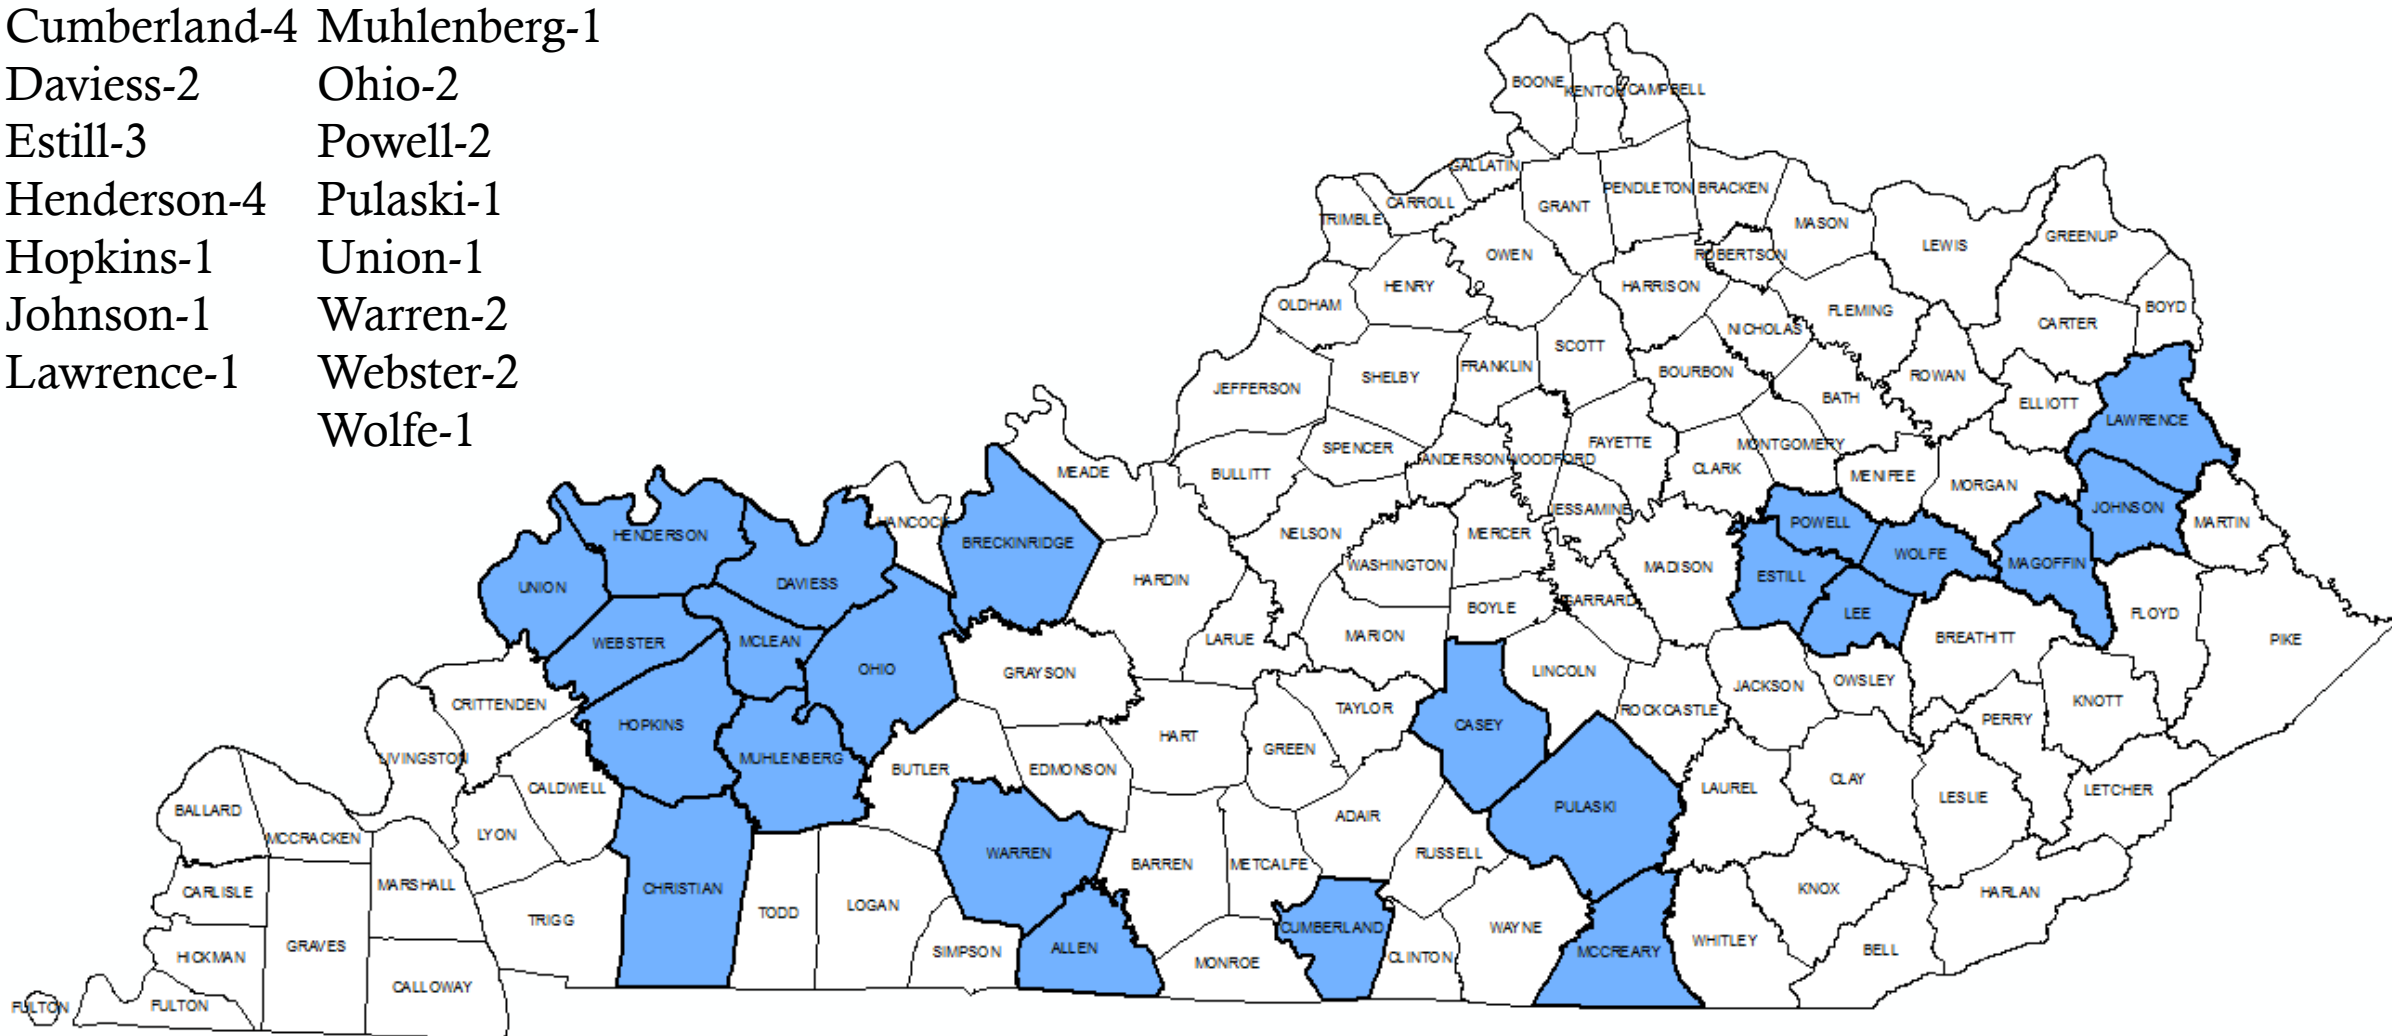 Cumberland-4
Daviess-2
Estill-3
Henderson-4
Hopkins-1
Johnson-1
Lawrence-1
Muhlenberg-1
Ohio-2
Powell-2
Pulaski-1
Union-1
Warren-2
Webster-2
Wolfe-1
BOONE
KENTON
CAMPBELL
GALLATIN
PENDLETON
BRACKEN
CARROLL
GRANT
TRIMBLE
MASON
OWEN
ROBERTSON
LEWIS
GREENUP
HENRY
HARRISON
OLDHAM
FLEMING
BOYD
NICHOLAS
CARTER
SCOTT
FRANKLIN
SHELBY
BOURBON
ROWAN
JEFFERSON
BATH
ELLIOTT
LAWRENCE
SPENCER
FAYETTE
MONTGOMERY
ANDERSON
WOODFORD
MEADE
BULLITT
CLARK
MENIFEE
MORGAN
JESSAMINE
JOHNSON
HANCOCK
POWELL
MARTIN
HENDERSON
BRECKINRIDGE
NELSON
MERCER
WOLFE
WASHINGTON
MADISON
MAGOFFIN
UNION
DAVIESS
HARDIN
ESTILL
GARRARD
BOYLE
LEE
FLOYD
WEBSTER
MCLEAN
LARUE
MARION
BREATHITT
PIKE
OHIO
GRAYSON
LINCOLN
OWSLEY
JACKSON
CRITTENDEN
KNOTT
TAYLOR
ROCKCASTLE
HOPKINS
CASEY
PERRY
HART
GREEN
LIVINGSTON
MUHLENBERG
BUTLER
EDMONSON
CLAY
CALDWELL
LAUREL
LETCHER
LESLIE
BALLARD
PULASKI
ADAIR
MCCRACKEN
LYON
WARREN
RUSSELL
BARREN
METCALFE
MARSHALL
CARLISLE
CHRISTIAN
KNOX
HARLAN
LOGAN
TODD
TRIGG
CUMBERLAND
WAYNE
GRAVES
ALLEN
WHITLEY
SIMPSON
MCCREARY
BELL
HICKMAN
CLINTON
MONROE
CALLOWAY
FULTON
FULTON